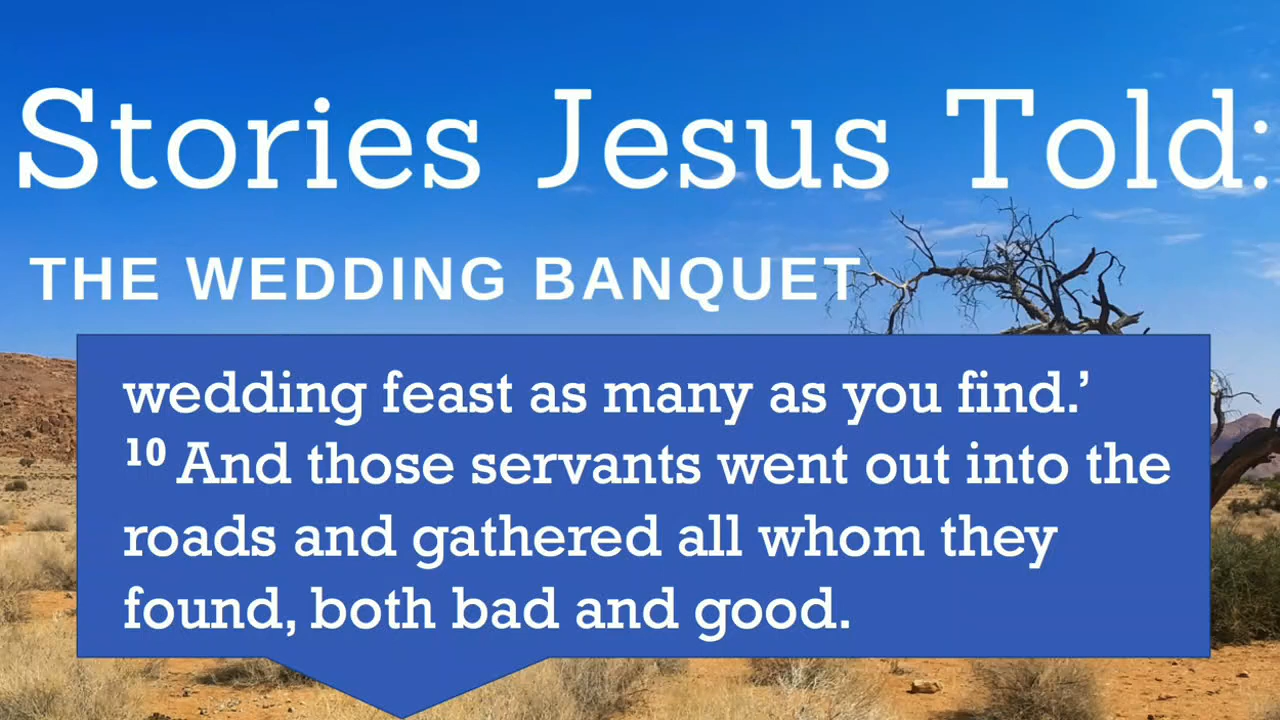 Stories Jesus Told:
THE WEDDING BANQUET
wedding feast as many as you find.’
10 And those servants went out into the
roads and gathered all whom they
found, both bad and good.